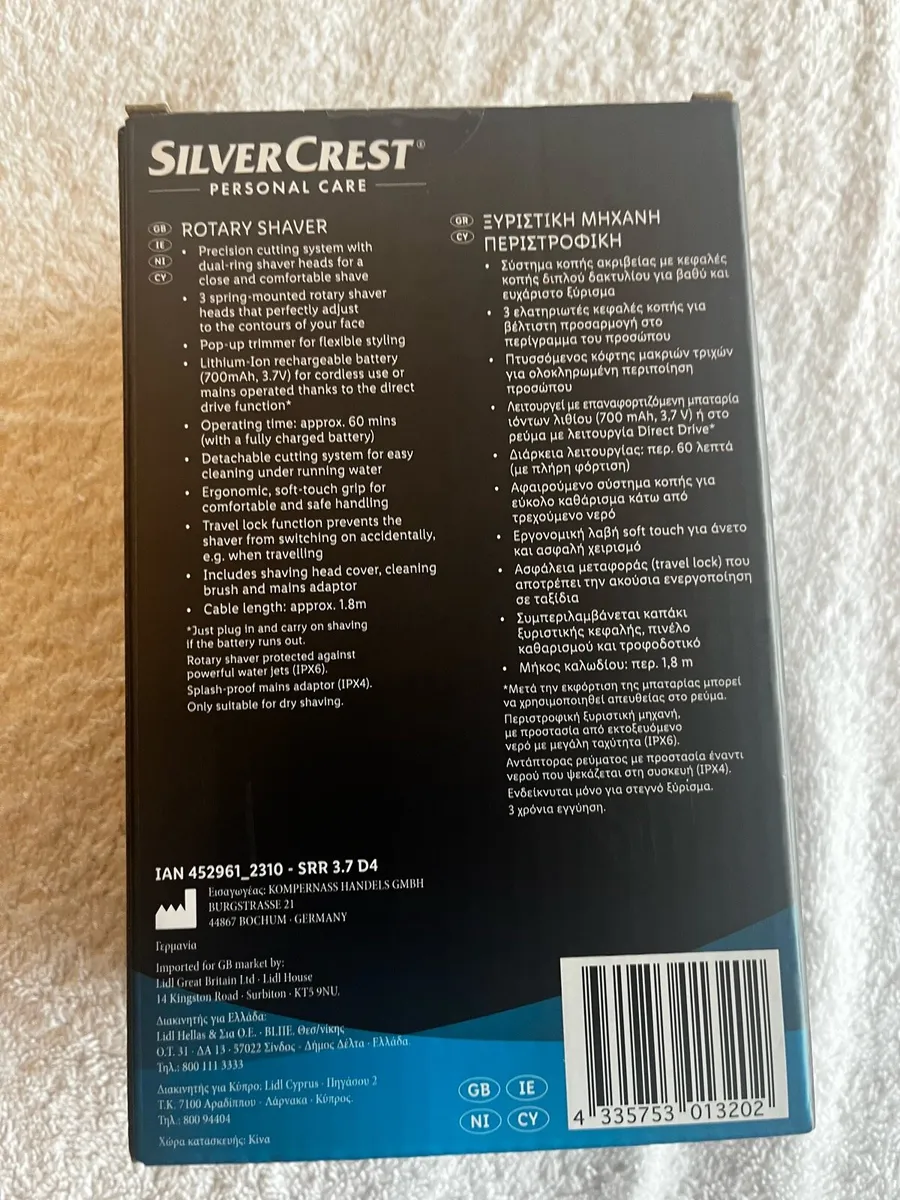 SILVERCREST®
PERSONAL CARE
GB
IE
NI
CY
ROTARY SHAVER
• Precision cutting system with
dual-ring shaver heads for a
close and comfortable shave
• 3 spring-mounted rotary shaver
heads that perfectly adjust
to the contours of your face
• Pop-up trimmer for flexible styling
• Lithium-Ion rechargeable battery
(700mAh, 3.7V) for cordless use or
mains operated thanks to the direct
drive function*
• Operating time: approx. 60 mins
(with a fully charged battery)
• Detachable cutting system for easy
cleaning under running water
• Ergonomic, soft-touch grip for
comfortable and safe handling
• Travel lock function prevents the
shaver from switching on accidentally,
e.g. when travelling
• Includes shaving head cover, cleaning
brush and mains adaptor
• Cable length: approx. 1.8m
*Just plug in and carry on shaving
if the battery runs out.
Rotary shaver protected against
powerful water jets (IPX6).
Splash-proof mains adaptor (IPX4).
Only suitable for dry shaving.
GR
CY
ΞΥΡΙΣΤΙΚΗ ΜΗΧΑΝΗ
ΠΕΡΙΣΤΡΟΦΙΚΗ
• Σύστημα κοπής ακριβείας με κεφαλές
κοπής διπλού δακτυλίου για βαθύ και
ευχάριστο ξύρισμα
• 3 ελατηριωτές κεφαλές κοπής για
βέλτιστη προσαρμογή στο
περίγραμμα του προσώπου
• Πτυσσόμενος κόφτης μακριών τριχών
για ολοκληρωμένη περιποίηση
προσώπου
• Λειτουργεί με επαναφορτιζόμενη μπαταρία
ιόντων λιθίου (700 mAh, 3,7 V) ή στο
ρεύμα με λειτουργία Direct Drive*
• Διάρκεια λειτουργίας: περ. 60 λεπτά
(με πλήρη φόρτιση)
• Αφαιρούμενο σύστημα κοπής για
εύκολο καθάρισμα κάτω από
τρεχούμενο νερό
• Εργονομική λαβή soft touch για άνετο
και ασφαλή χειρισμό
• Ασφάλεια μεταφοράς (travel lock) που
αποτρέπει την ακούσια ενεργοποίηση
σε ταξίδια
• Συμπεριλαμβάνεται καπάκι
ξυριστικής κεφαλής, πινέλο
καθαρισμού και τροφοδοτικό
• Μήκος καλωδίου: περ. 1,8 m
*Μετά την εκφόρτιση της μπαταρίας μπορεί
να χρησιμοποιηθεί απευθείας στο ρεύμα.
Περιστροφική ξυριστική μηχανή,
με προστασία από εκτοξευόμενο
νερό με μεγάλη ταχύτητα (IPX6).
Αντάπτορας ρεύματος με προστασία έναντι
νερού που ψεκάζεται στη συσκευή (IPX4).
Ενδείκνυται μόνο για στεγνό ξύρισμα.
3 χρόνια εγγύηση.
IAN 452961_2310 - SRR 3.7 D4
Εισαγωγέας: KOMPERNASS HANDELS GMBH
BURGSTRASSE 21
44867 BOCHUM · GERMANY
Γερμανία
Imported for GB market by:
Lidl Great Britain Ltd · Lidl House
14 Kingston Road · Surbiton · KT5 9NU.
Διακινητής για Ελλάδα:
Lidl Hellas & Σια Ο.Ε. · ΒΙ.ΠΕ. Θεσ/νίκης
Ο.Τ. 31 · ΔΑ 13 · 57022 Σίνδος · Δήμος Δέλτα · Ελλάδα.
Τηλ.: 800 111 3333
Διακινητής για Κύπρο: Lidl Cyprus · Πηγάσου 2
Τ.Κ. 7100 Αραδίππου · Λάρνακα · Κύπρος.
Τηλ.: 800 94404
Χώρα κατασκευής: Κίνα
GB IE
NI CY
4 335753 013202